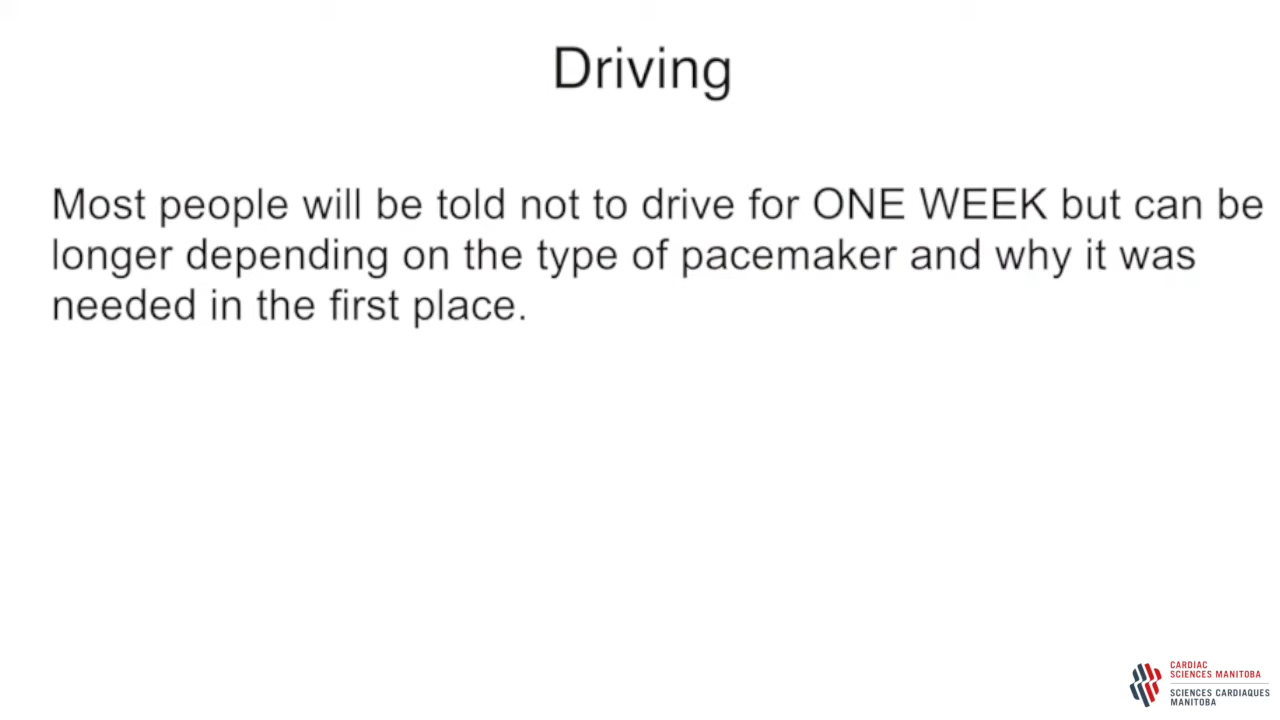 Driving
Most people will be told not to drive for ONE WEEK but can be
longer depending on the type of pacemaker and why it was
needed in the first place.
CARDIAC
SCIENCES MANITOBA
SCIENCES CARDIAQUES
MANITOBA